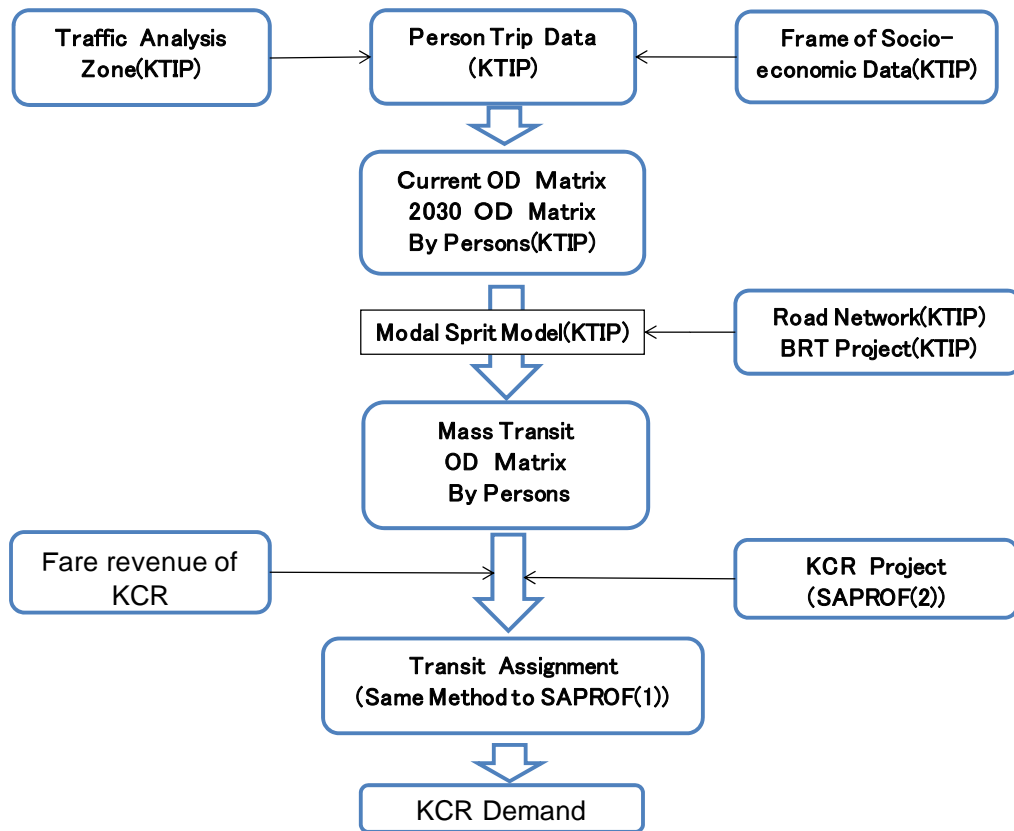 Traffic Analysis
Zone(KTIP)
Person Trip Data
(KTIP)
Frame of Socio-
economic Data(KTIP)
Current OD Matrix
2030 OD Matrix
By Persons(KTIP)
Modal Sprit Model(KTIP)
Road Network(KTIP)
BRT Project(KTIP)
Mass Transit
OD Matrix
By Persons
Fare revenue of
KCR
KCR Project
(SAPROF(2))
Transit Assignment
(Same Method to SAPROF(1))
KCR Demand